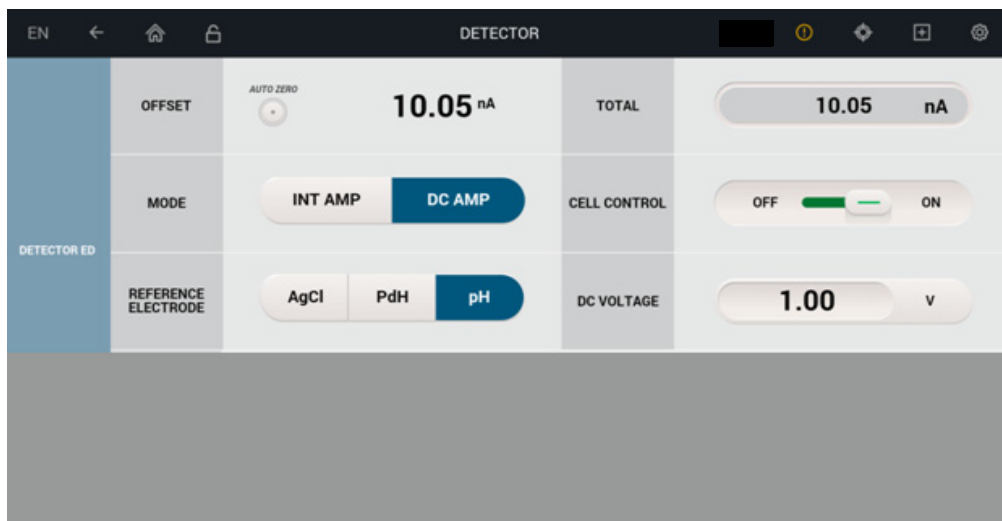 EN
DETECTOR
DETECTOR ED
OFFSET
AUTO ZERO
10.05 nA
TOTAL
10.05 nA
MODE
INT AMP
DC AMP
CELL CONTROL
OFF
ON
REFERENCE
ELECTRODE
AgCl
PdH
pH
DC VOLTAGE
1.00
V